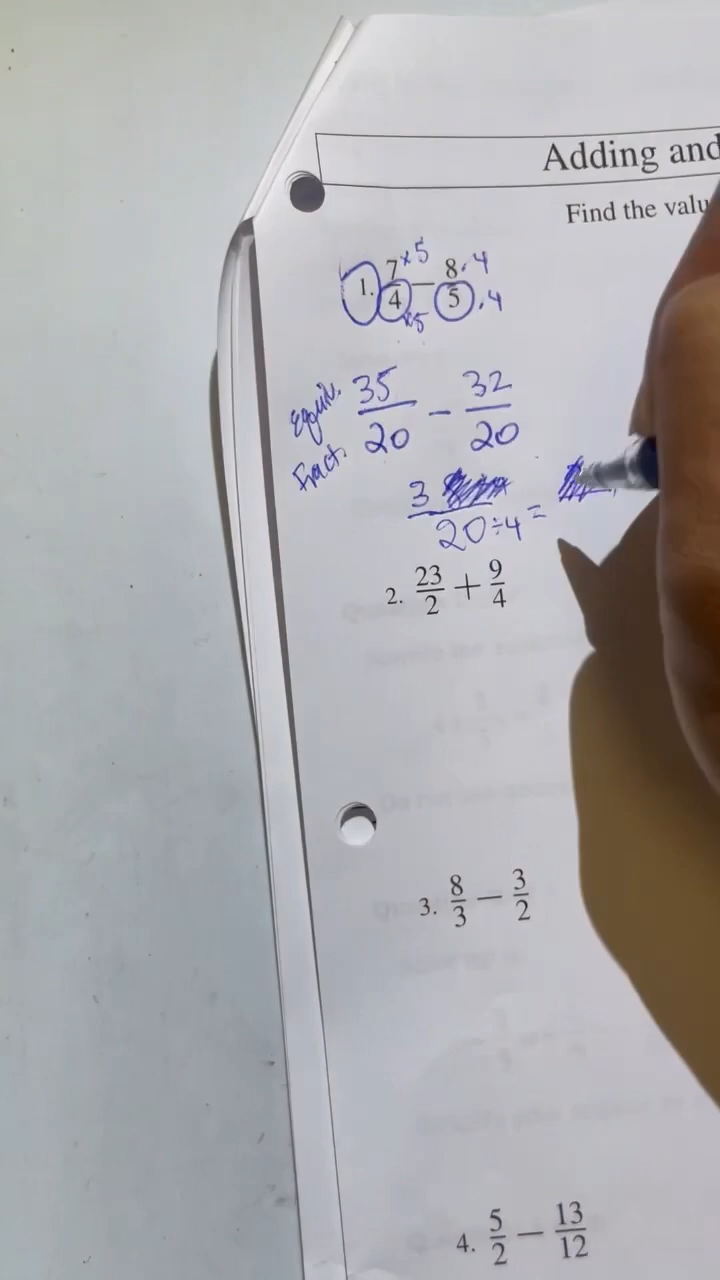 Adding and
Find the valu
1. 7/4 ×5 ×5 − 8/5 · 4 · 4
Equiv. Fract. 35/20 − 32/20
3/20 ÷ 4 =
2. 23/2 + 9/4
3. 8/3 − 3/2
4. 5/2 − 13/12